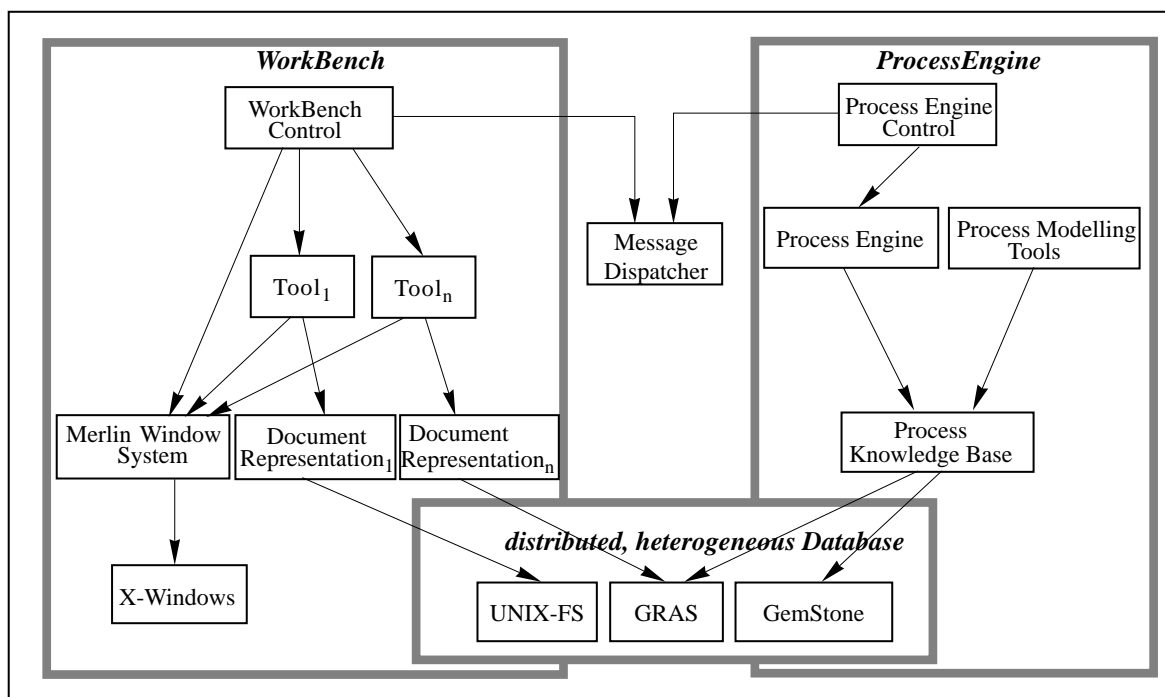 WorkBench
WorkBench
Control
Tool1
Tooln
Merlin Window
System
Document
Representation1
Document
Representationn
X-Windows
Message
Dispatcher
ProcessEngine
Process Engine
Control
Process Engine
Process Modelling
Tools
Process
Knowledge Base
distributed, heterogeneous Database
UNIX-FS
GRAS
GemStone